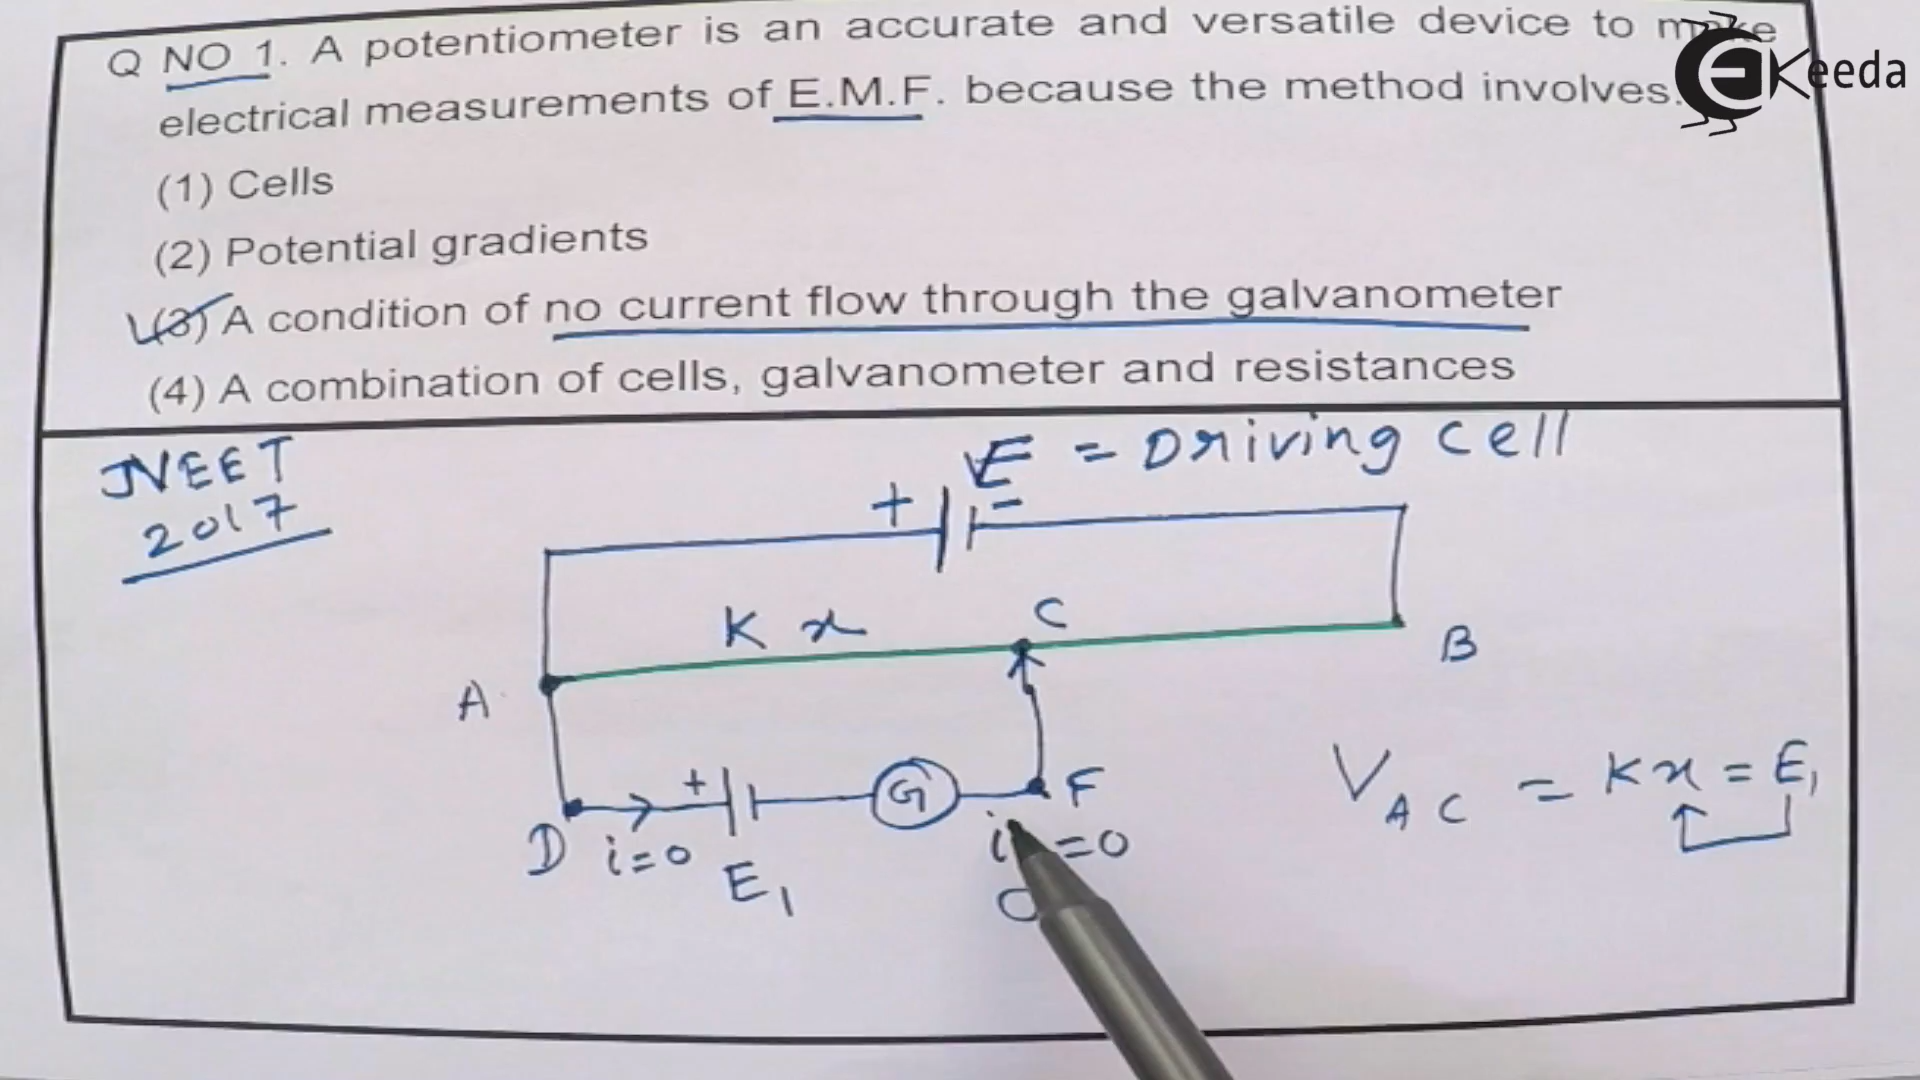 Q NO 1. A potentiometer is an accurate and versatile device to make
electrical measurements of E.M.F. because the method involves.
Keeda
(1) Cells
(2) Potential gradients
(3) A condition of no current flow through the galvanometer
(4) A combination of cells, galvanometer and resistances
NEET
2017
E = Driving cell
+ -
K x
C
A
B
+
G
F
D
i=0
E1
=0
VAC = Kx = E1